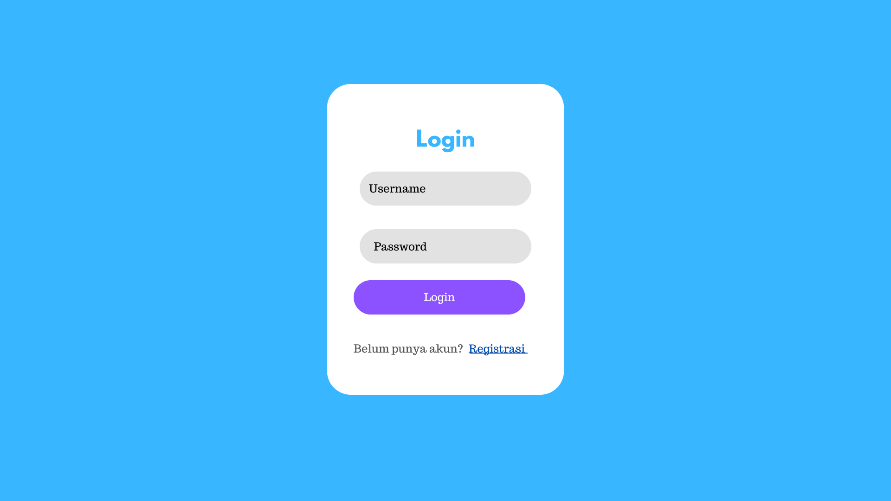 Login
Username
Password
Login
Belum punya akun? Registrasi